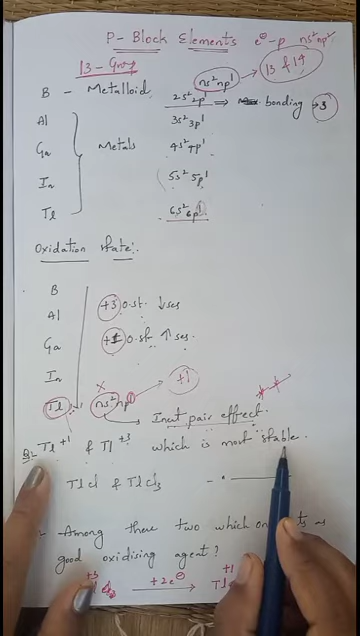 P-Block Elements e⊖-p ns²np²
13-Group ns²np¹ → 13 & 14
B - Metalloid 2s²2p¹ ⇒ bonding → 3
Al 3s²3p¹
Ga Metals 4s²4p¹
In 5s²5p¹
Tl 6s²6p¹
Oxidation state:
B
Al +3 o.st. ↓ses
Ga +1 o.st. ↑ses.
In
Tl ns²np¹ → +1
Inert pair effect.
Tl⁺¹ & Tl⁺³ which is most stable.
TlCl & TlCl₃ -
Among these two which as
good oxidising agent?
+3 +2e⊖ → Tl +1